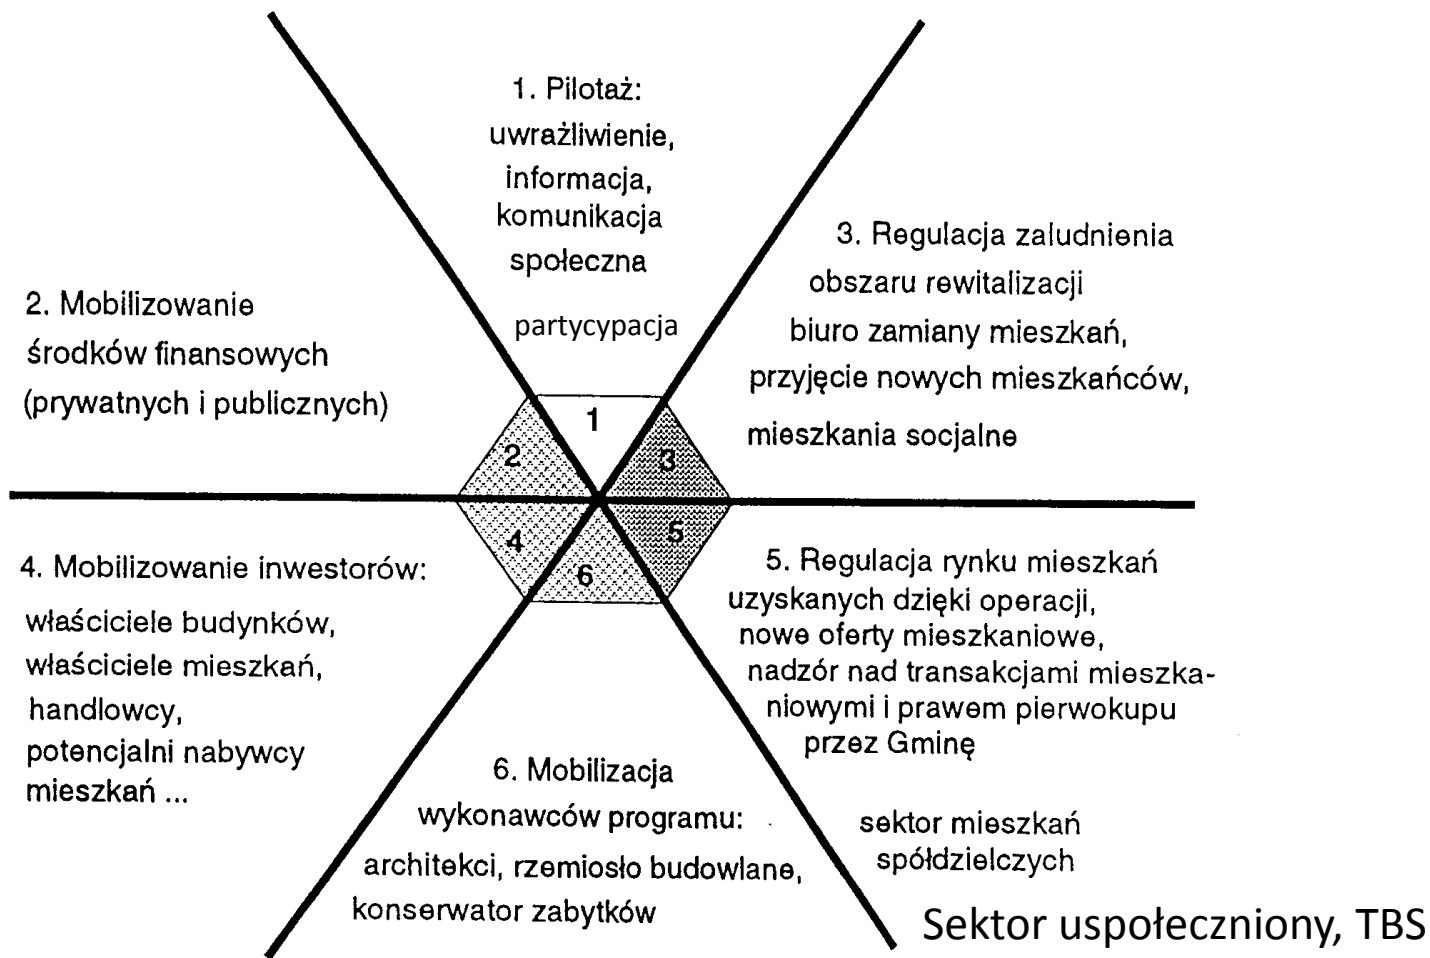 1. Pilotaż:
uwrażliwienie,
informacja,
komunikacja
społeczna
partycypacja
2. Mobilizowanie
środków finansowych
(prywatnych i publicznych)
3. Regulacja zaludnienia
obszaru rewitalizacji
biuro zamiany mieszkań,
przyjęcie nowych mieszkańców,
mieszkania socjalne
1
2
3
4
5
6
4. Mobilizowanie inwestorów:
właściciele budynków,
właściciele mieszkań,
handlowcy,
potencjalni nabywcy
mieszkań ...
5. Regulacja rynku mieszkań
uzyskanych dzięki operacji,
nowe oferty mieszkaniowe,
nadzór nad transakcjami mieszka-
niowymi i prawem pierwokupu
przez Gminę
sektor mieszkań
spółdzielczych
6. Mobilizacja
wykonawców programu:
architekci, rzemiosło budowlane,
konserwator zabytków
Sektor uspołeczniony, TBS